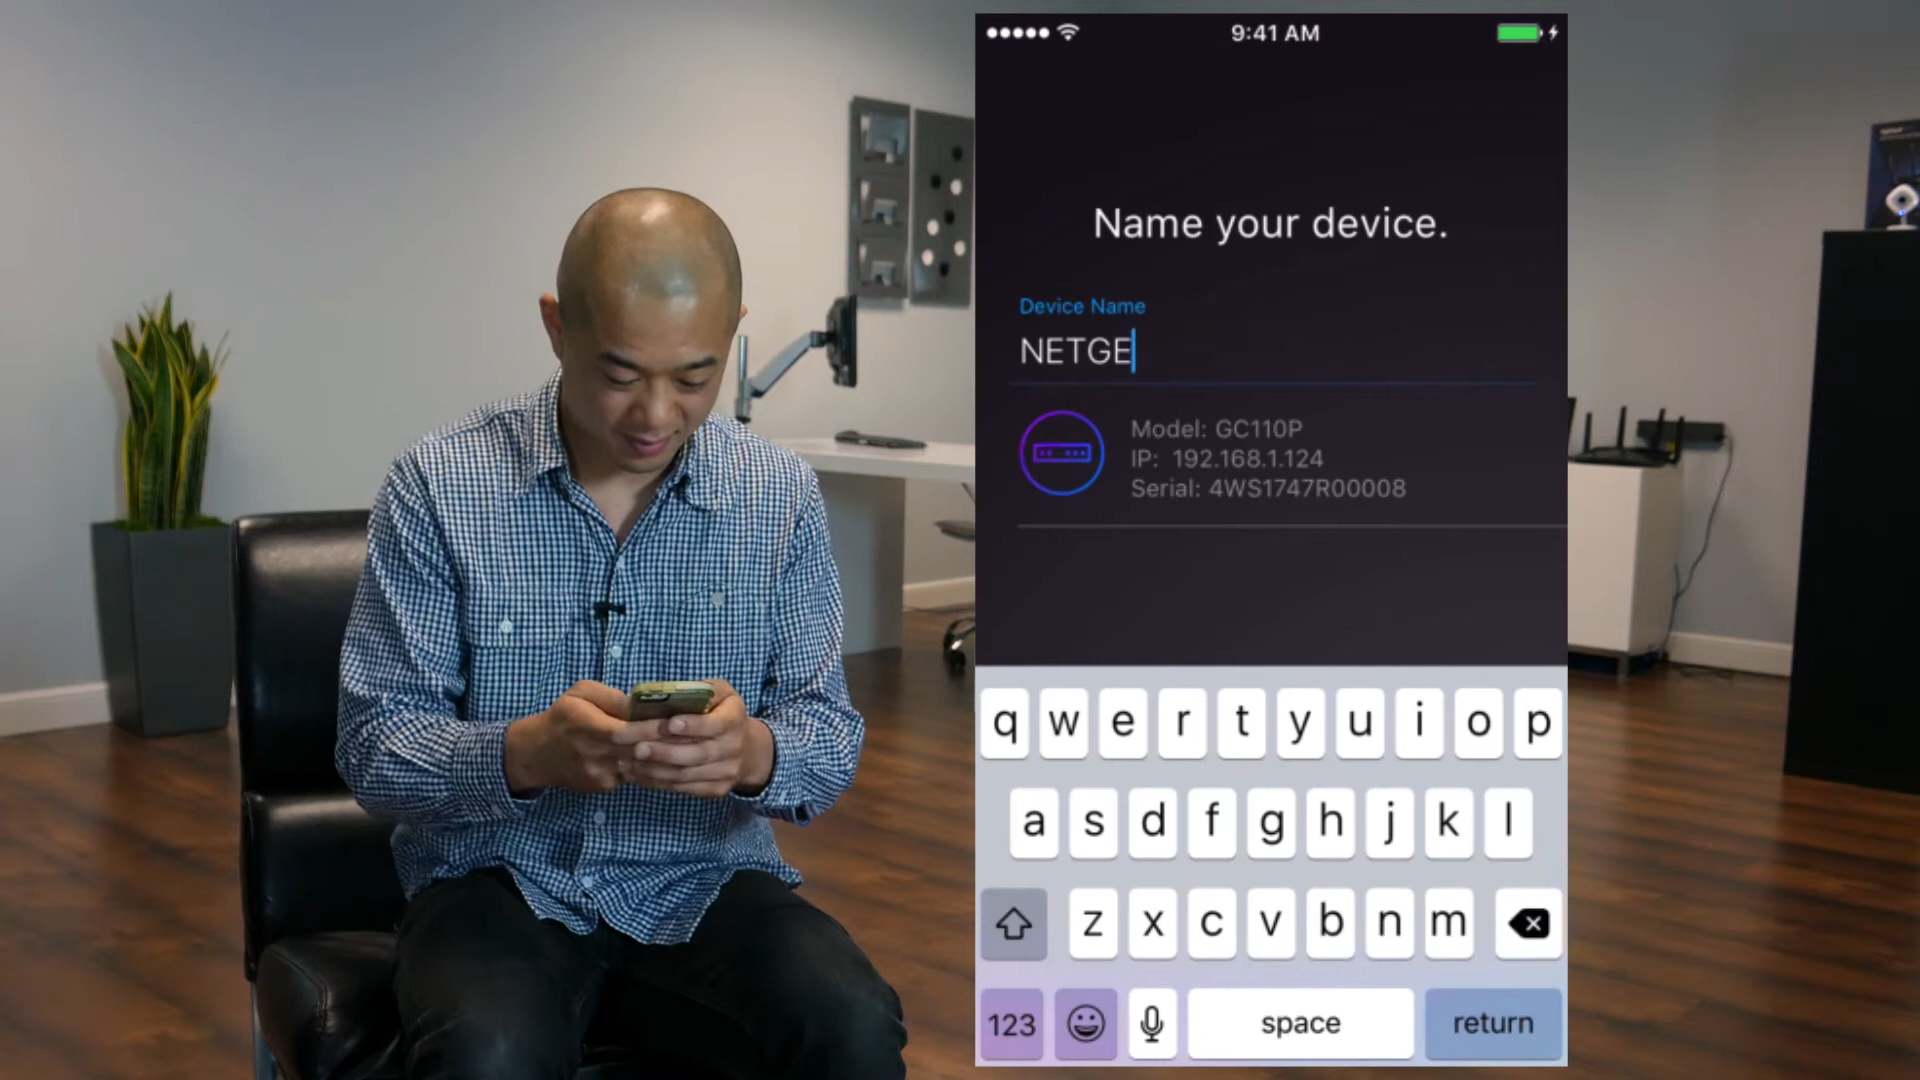 9:41 AM
Name your device.
Device Name
NETGE
Model: GC110P
IP: 192.168.1.124
Serial: 4WS1747R00008
q w e r t y u i o p
a s d f g h j k l
z x c v b n m
123 space return